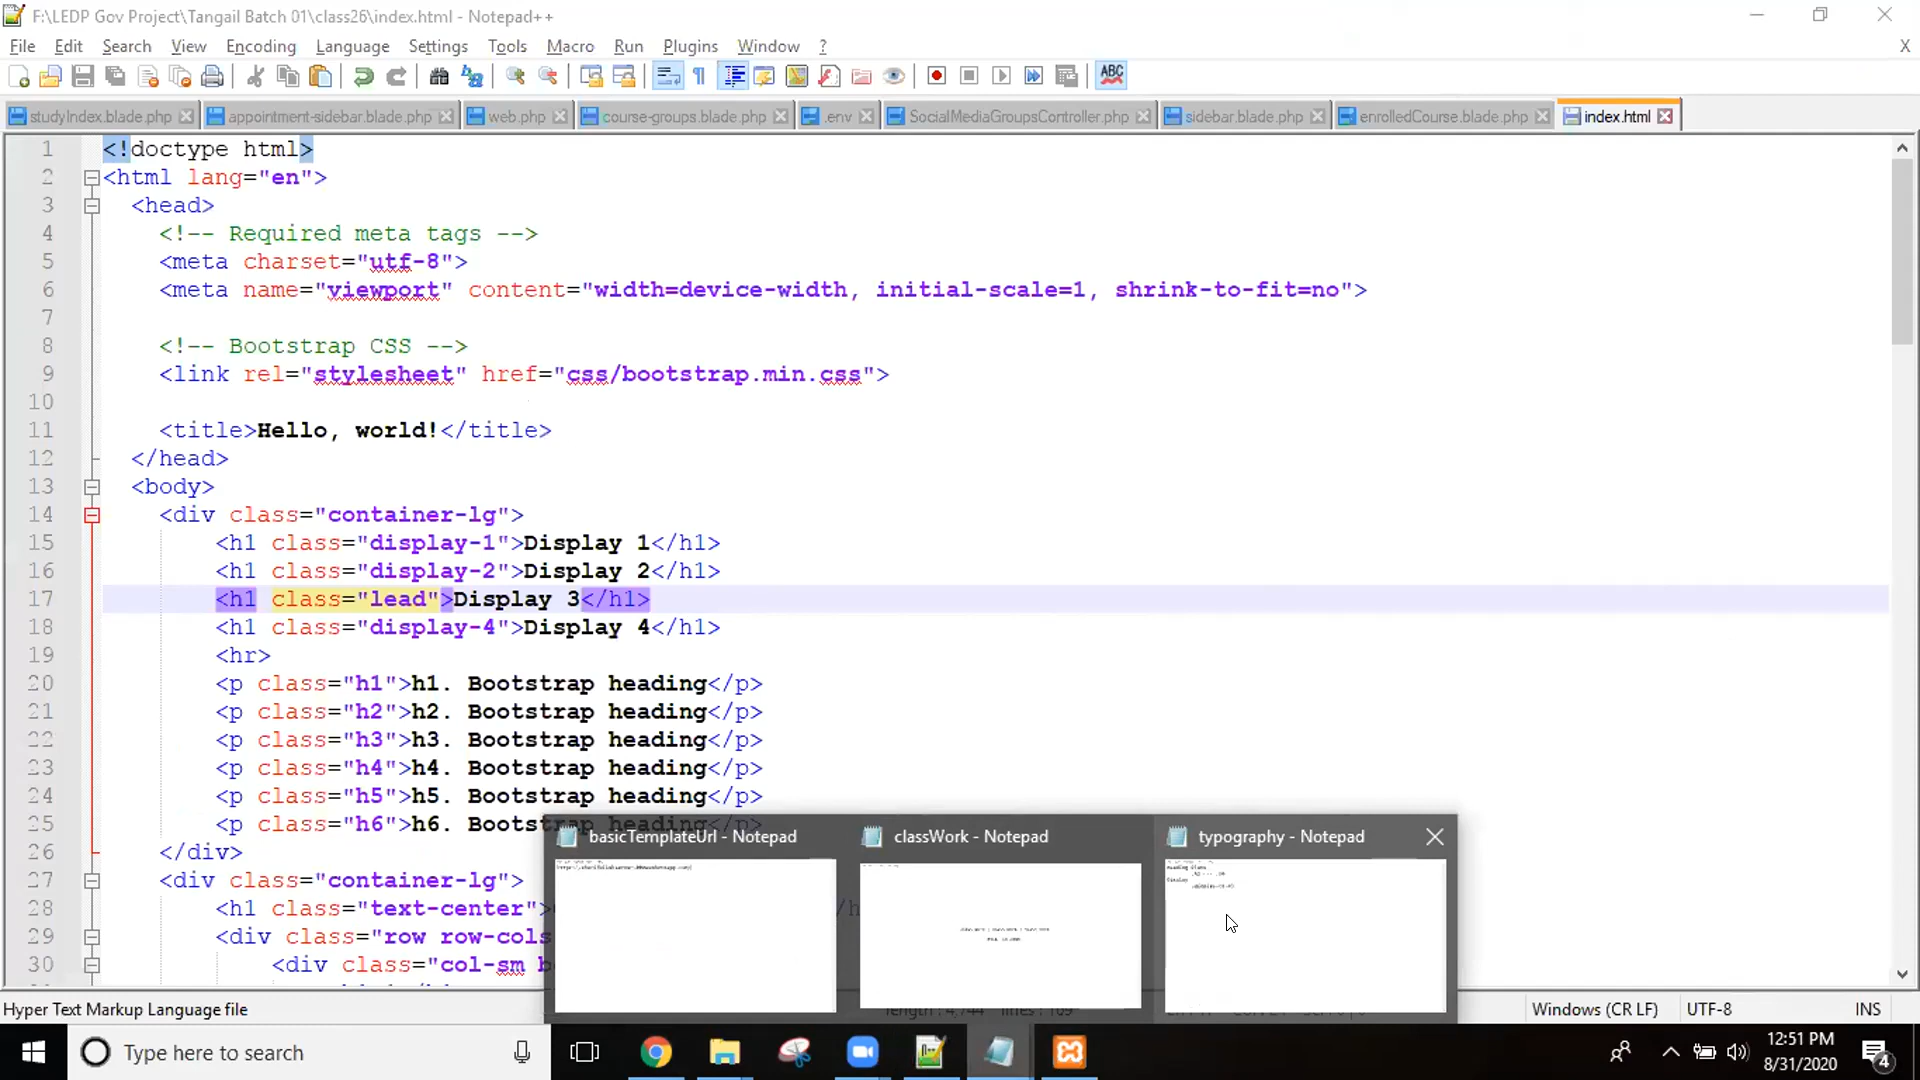 F:\LEDP Gov Project\Tangail Batch 01\class26\index.html - Notepad++
File Edit Search View Encoding Language Settings Tools Macro Run Plugins Window ? X
studyIndex.blade.php appointment-sidebar.blade.php web.php course-groups.blade.php .env SocialMediaGroupsController.php sidebar.blade.php enrolledCourse.blade.php index.html
1 <!doctype html>
2 <html lang="en">
3 <head>
4 <!-- Required meta tags -->
5 <meta charset="utf-8">
6 <meta name="viewport" content="width=device-width, initial-scale=1, shrink-to-fit=no">
7
8 <!-- Bootstrap CSS -->
9 <link rel="stylesheet" href="css/bootstrap.min.css">
10
11 <title>Hello, world!</title>
12 </head>
13 <body>
14 <div class="container-lg">
15 <h1 class="display-1">Display 1</h1>
16 <h1 class="display-2">Display 2</h1>
17 <h1 class="lead">Display 3</h1>
18 <h1 class="display-4">Display 4</h1>
19 <hr>
20 <p class="h1">h1. Bootstrap heading</p>
21 <p class="h2">h2. Bootstrap heading</p>
22 <p class="h3">h3. Bootstrap heading</p>
23 <p class="h4">h4. Bootstrap heading</p>
24 <p class="h5">h5. Bootstrap heading</p>
25 <p class="h6">h6. Bootstrap heading</p>
26 </div>
27 <div class="container-lg">
28 <h1 class="text-center">
29 <div class="row row-cols
30 <div class="col-sm b
basicTemplateUrl - Notepad classWork - Notepad typography - Notepad
Hyper Text Markup Language file Windows (CR LF) UTF-8 INS
Type here to search
12:51 PM
8/31/2020
4